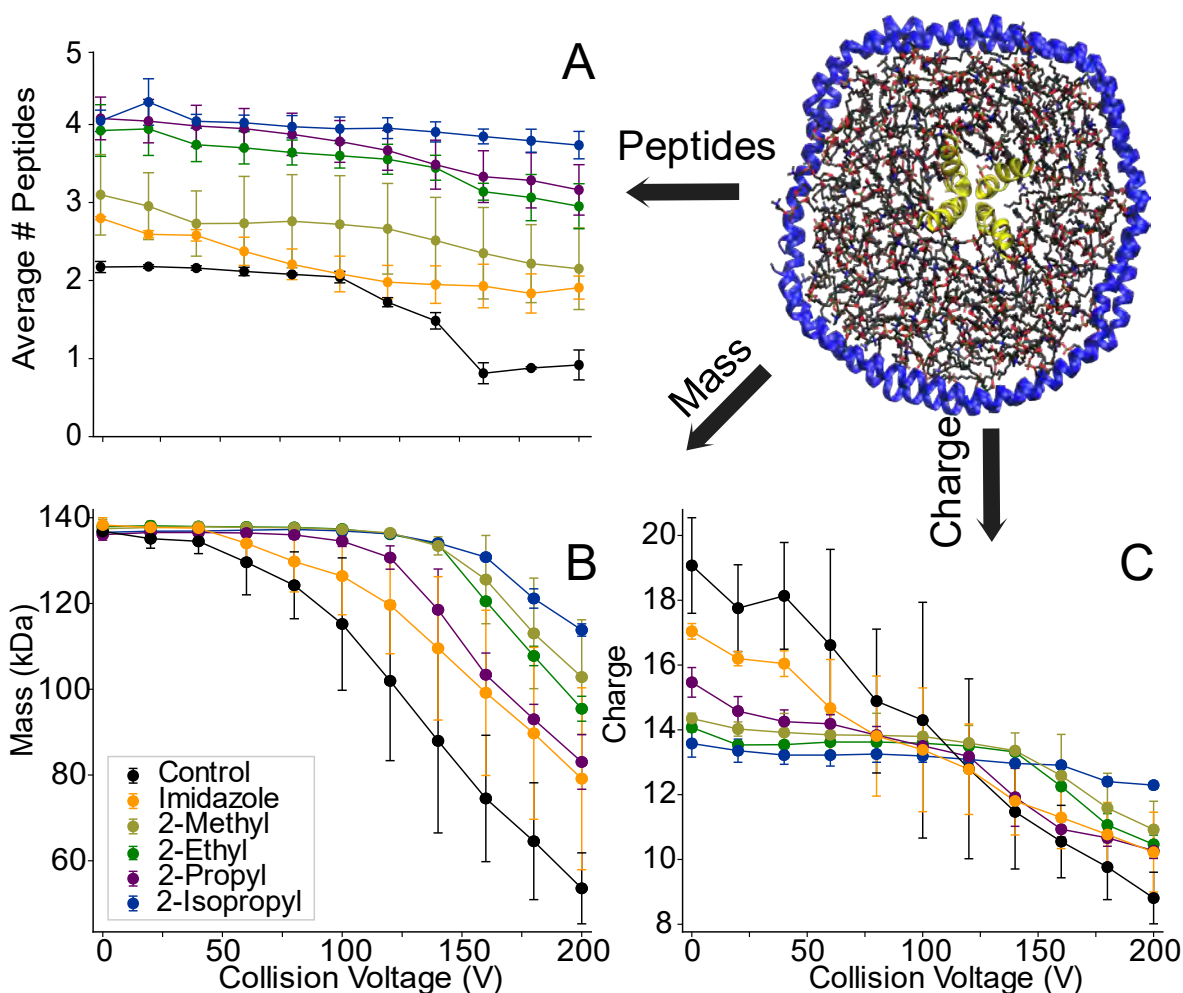 A
5
4
3
2
1
0
Average # Peptides
Peptides
Mass
Charge
B
140
120
100
80
60
Mass (kDa)
Control
Imidazole
2-Methyl
2-Ethyl
2-Propyl
2-Isopropyl
0 50 100 150 200
Collision Voltage (V)
C
20
18
16
14
12
10
8
Charge
0 50 100 150 200
Collision Voltage (V)